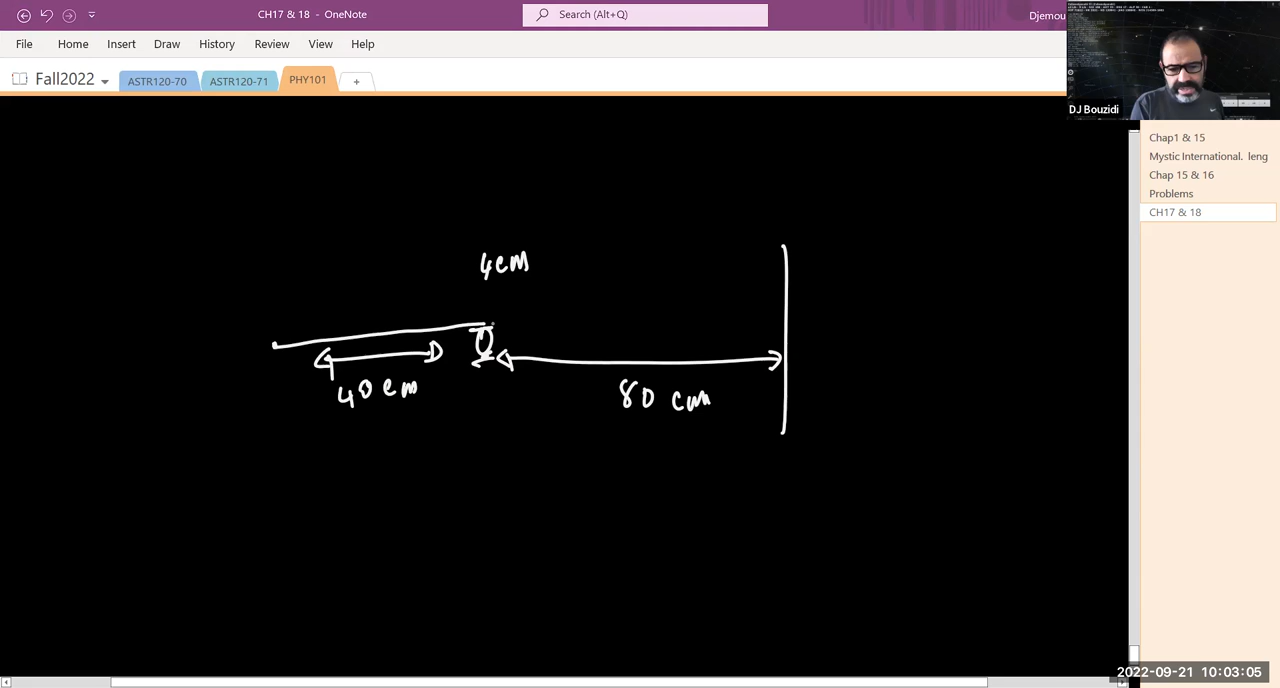 CH17 & 18 - OneNote
Search (Alt+Q)
Djemou
File Home Insert Draw History Review View Help
Fall2022 ASTR120-70 ASTR120-71 PHY101 +
DJ Bouzidi
Chap1 & 15
Mystic International. leng
Chap 15 & 16
Problems
CH17 & 18
4cm
40 cm
80 cm
2022-09-21 10:03:05